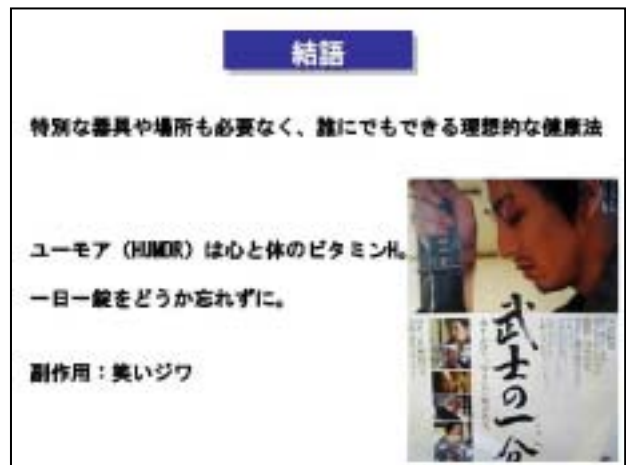 結語
特別な器具や場所も必要なく、誰にでもできる理想的な健康法
ユーモア（HUMOR）は心と体のビタミンH。
一日一錠をどうか忘れずに。
副作用：笑いジワ
武士の一分